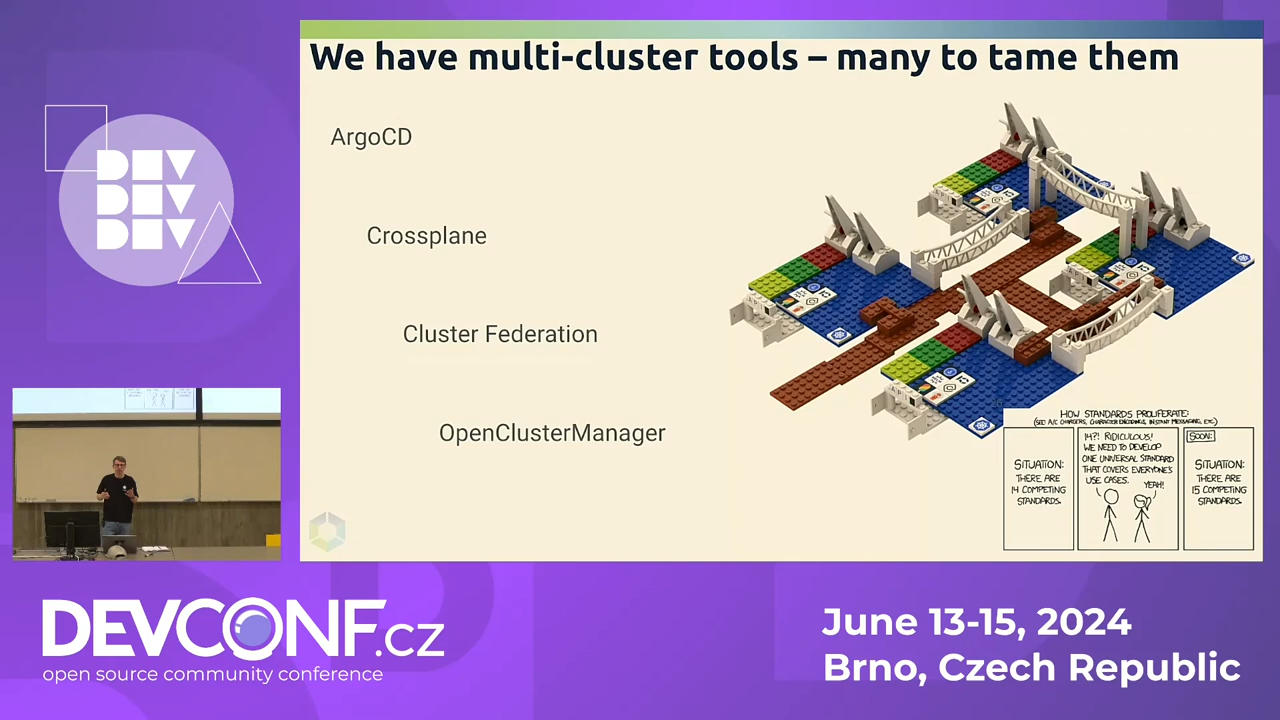 We have multi-cluster tools – many to tame them
ArgoCD
Crossplane
Cluster Federation
OpenClusterManager
HOW STANDARDS PROLIFERATE:
(SEE: A/C CHARGERS, CHARACTER ENCODINGS, INSTANT MESSAGING, ETC.)
SITUATION:
THERE ARE
14 COMPETING
STANDARDS.
14?! RIDICULOUS!
WE NEED TO DEVELOP
ONE UNIVERSAL STANDARD
THAT COVERS EVERYONE'S
USE CASES.
YEAH!
SOON:
SITUATION:
THERE ARE
15 COMPETING
STANDARDS.
DEV
DEV
DEV
DEVCONF.cz
open source community conference
June 13-15, 2024
Brno, Czech Republic